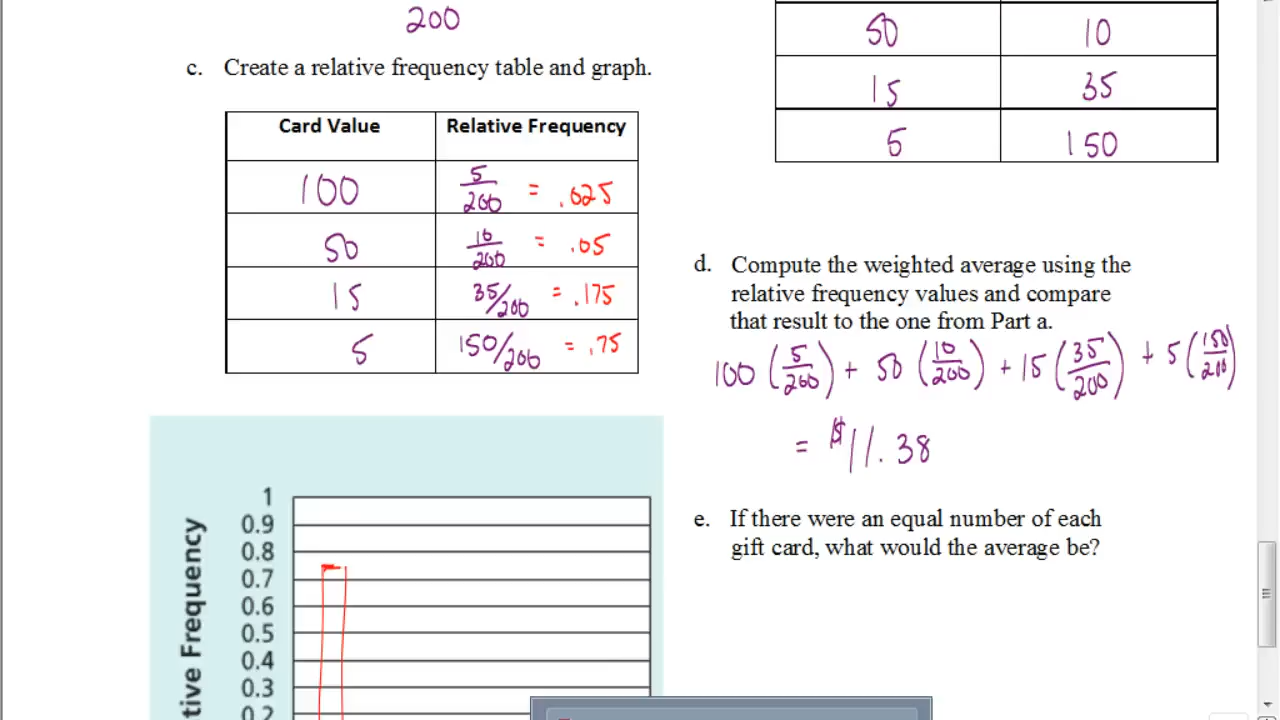 200
c. Create a relative frequency table and graph.
Card Value Relative Frequency
100 5/200 = .025
50 10/200 = .05
15 35/200 = .175
5 150/200 = .75
50 10
15 35
5 150
d. Compute the weighted average using the
relative frequency values and compare
that result to the one from Part a.
100 (5/200) + 50 (10/200) + 15 (35/200) + 5 (150/200)
= $11.38
e. If there were an equal number of each
gift card, what would the average be?
1
0.9
0.8
0.7
0.6
0.5
0.4
0.3
0.2
tive Frequency